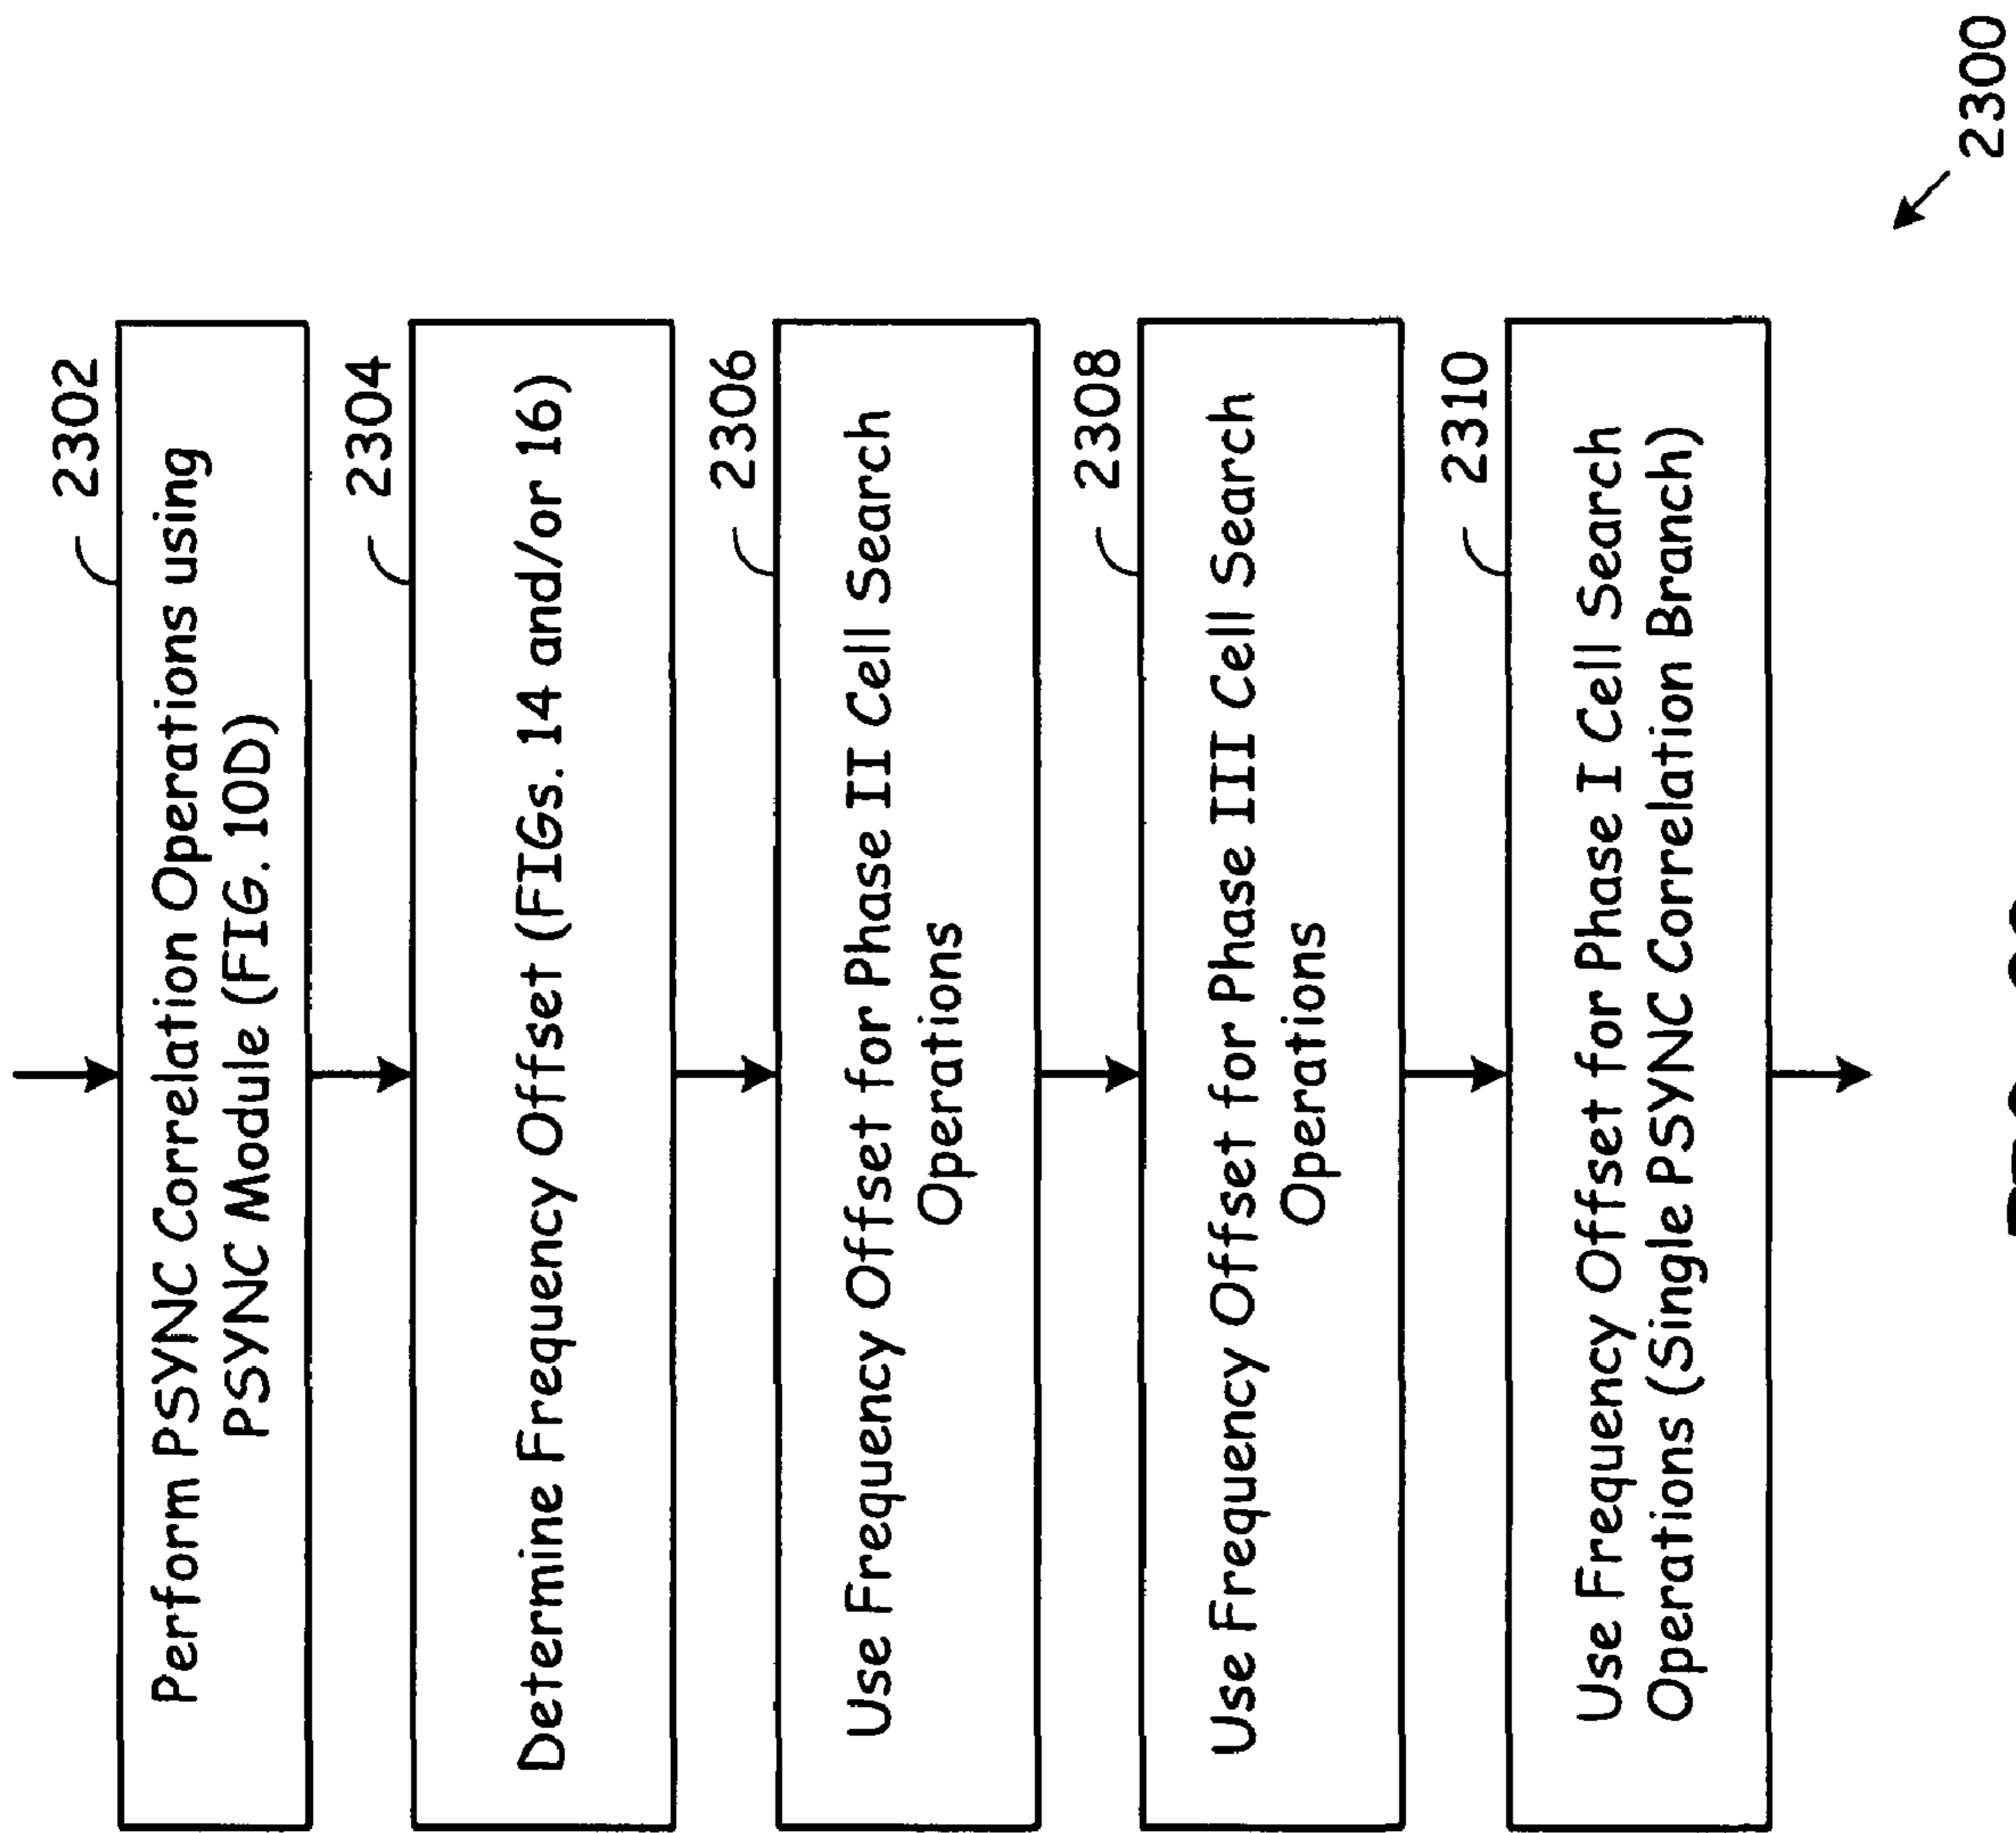 2302
Perform PSYNC Correlation Operations using
PSYNC Module (FIG. 10D)
2304
Determine Frequency Offset (FIGs. 14 and/or 16)
2306
Use Frequency Offset for Phase II Cell Search
Operations
2308
Use Frequency Offset for Phase III Cell Search
Operations
2310
Use Frequency Offset for Phase I Cell Search
Operations (Single PSYNC Correlation Branch)
2300